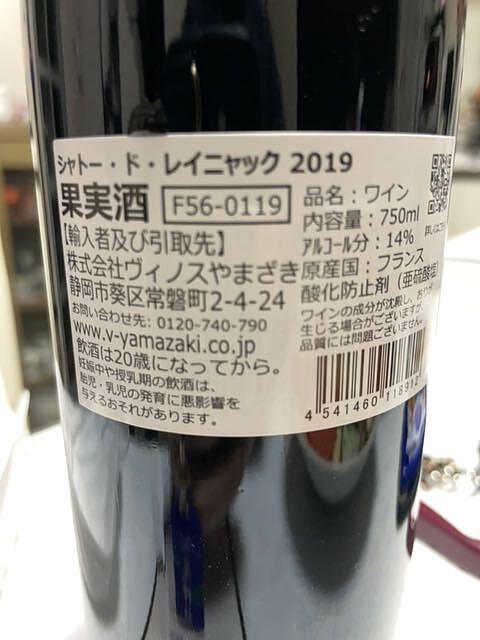 シャトー・ド・レイニャック 2019
果実酒 F56-0119
【輸入者及び引取先】
株式会社ヴィノスやまざき
静岡市葵区常磐町2-4-24
お問い合わせ先: 0120-740-790
www.v-yamazaki.co.jp
飲酒は20歳になってから。
妊娠中や授乳期の飲酒は、
胎児・乳児の発育に悪影響を
与えるおそれがあります。
品名：ワイン
内容量：750ml
アルコール分：14%
原産国：フランス
酸化防止剤（亜硫酸塩）
ワインの成分が沈殿し、おりが
生じる場合がございますが
品質には問題ございません。
4 541460 118912